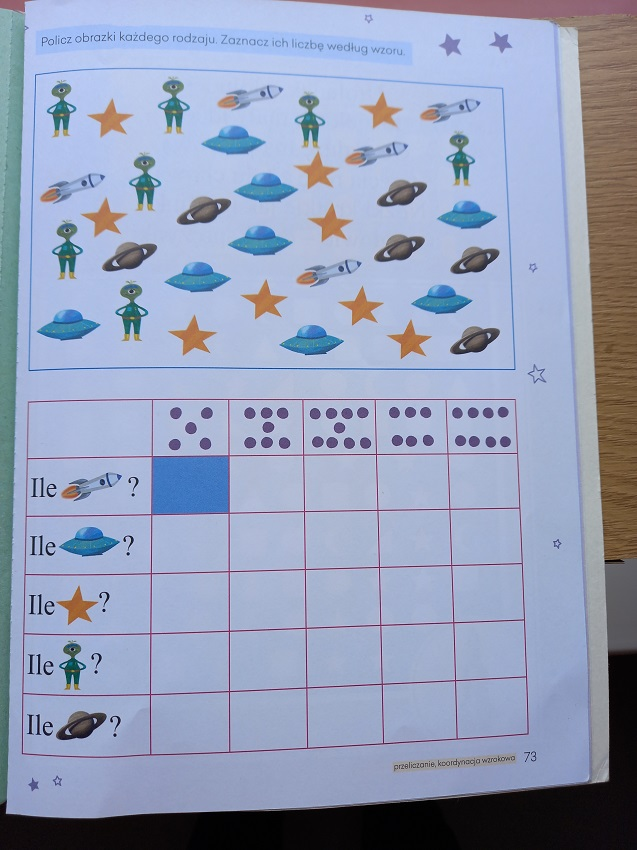 Policz obrazki każdego rodzaju. Zaznacz ich liczbę według wzoru.
Ile ?
Ile ?
Ile ?
Ile ?
Ile ?
przeliczanie, koordynacja wzrokowa 73